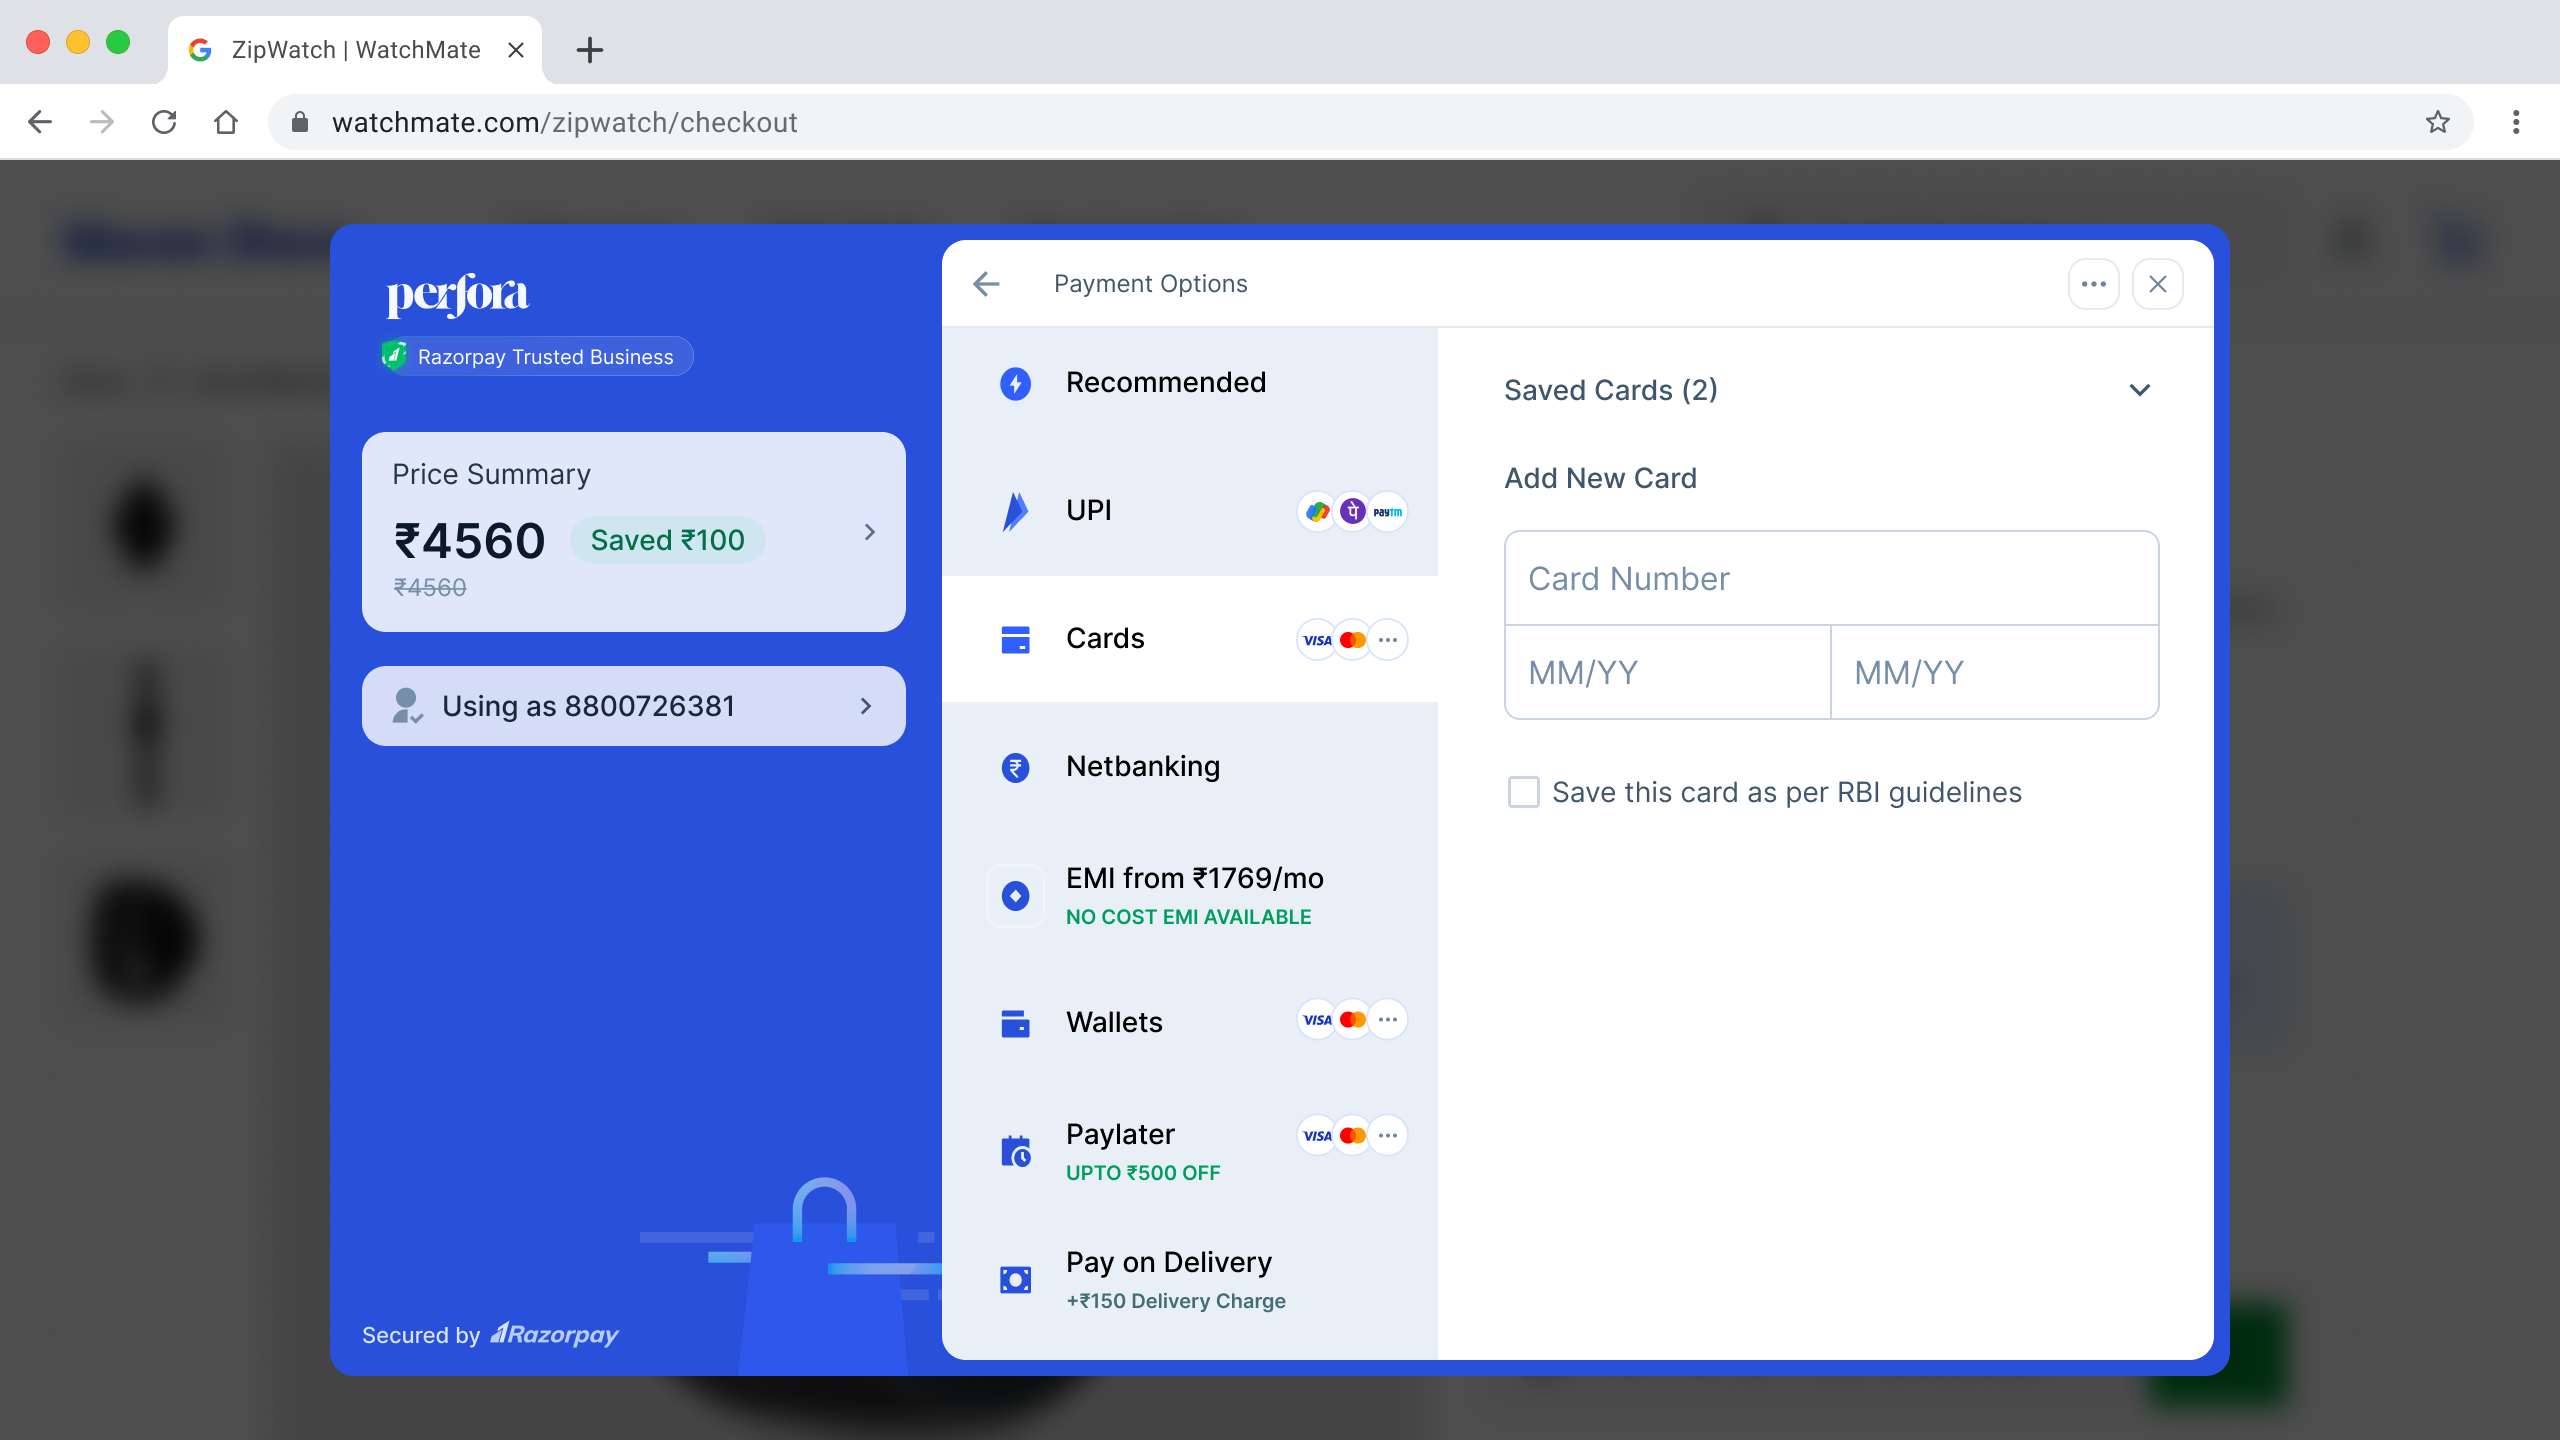 ZipWatch | WatchMate
watchmate.com/zipwatch/checkout
perfora
Razorpay Trusted Business
Price Summary
₹4560
Saved ₹100
₹4560
Using as 8800726381
Secured by Razorpay
Payment Options
Recommended
UPI
पे
paytm
Cards
VISA
Netbanking
EMI from ₹1769/mo
NO COST EMI AVAILABLE
Wallets
VISA
Paylater
VISA
UPTO ₹500 OFF
Pay on Delivery
+₹150 Delivery Charge
Saved Cards (2)
Add New Card
Card Number
MM/YY
MM/YY
Save this card as per RBI guidelines